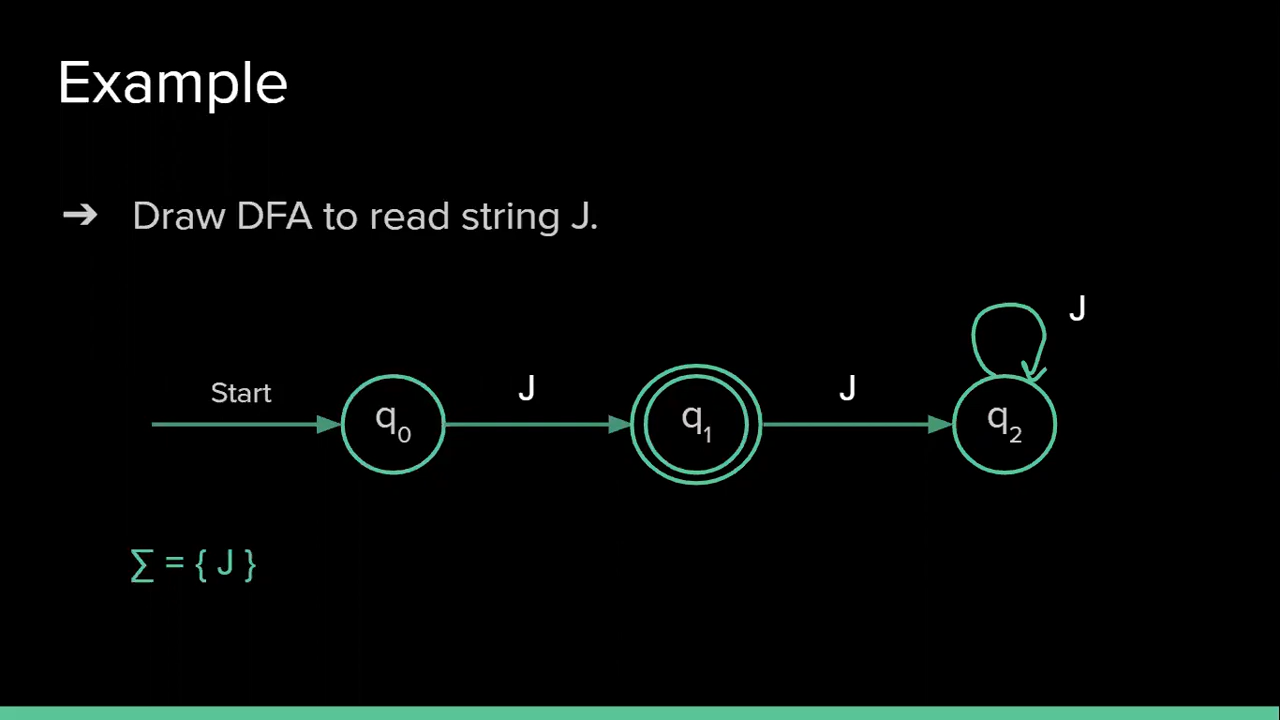 Example
➔ Draw DFA to read string J.
J
Start
J
J
q0
q1
q2
∑ = { J }